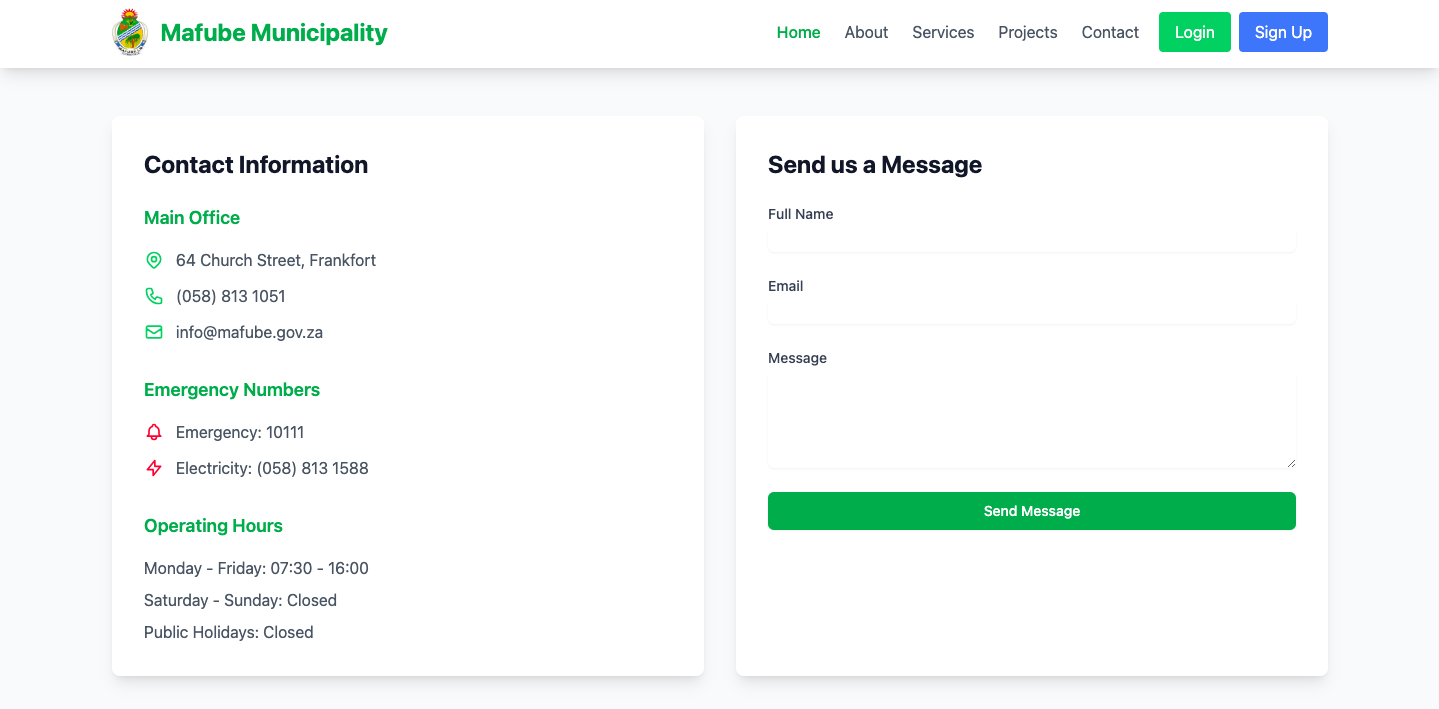 Mafube Municipality
Home
About
Services
Projects
Contact
Login
Sign Up
Contact Information
Main Office
64 Church Street, Frankfort
(058) 813 1051
info@mafube.gov.za
Emergency Numbers
Emergency: 10111
Electricity: (058) 813 1588
Operating Hours
Monday - Friday: 07:30 - 16:00
Saturday - Sunday: Closed
Public Holidays: Closed
Send us a Message
Full Name
Email
Message
Send Message